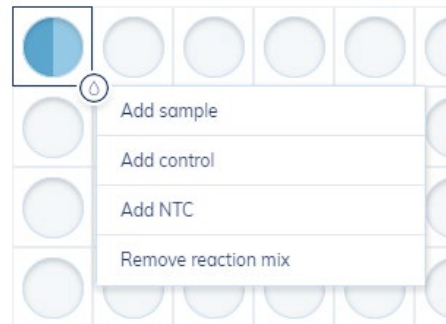 Add sample
Add control
Add NTC
Remove reaction mix